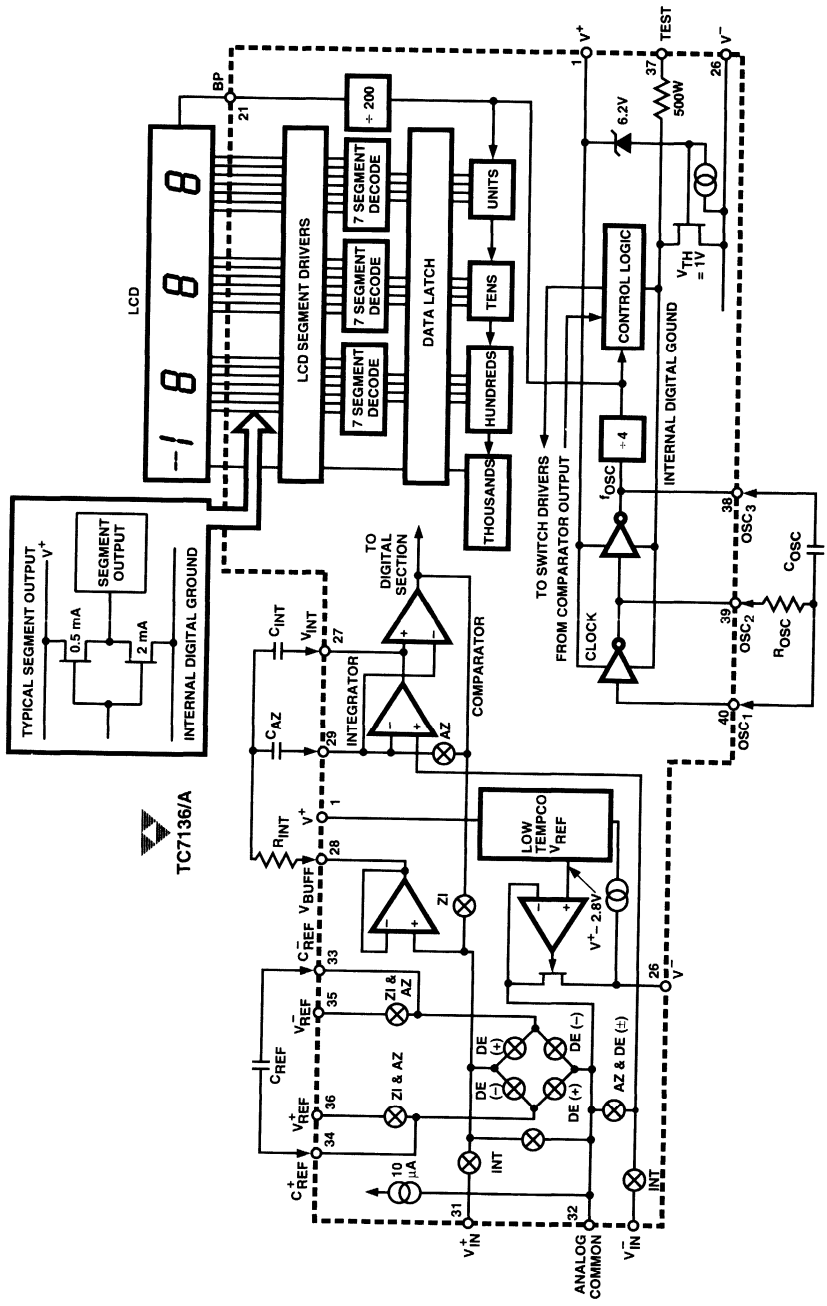 TC7136/A
TYPICAL SEGMENT OUTPUT
V+
0.5 mA
2 mA
SEGMENT
OUTPUT
INTERNAL DIGITAL GROUND
LCD
--1 8 8 8
BP
21
LCD SEGMENT DRIVERS
7 SEGMENT
DECODE
7 SEGMENT
DECODE
7 SEGMENT
DECODE
÷ 200
DATA LATCH
THOUSANDS
HUNDREDS
TENS
UNITS
TO SWITCH DRIVERS
FROM COMPARATOR OUTPUT
CLOCK
fOSC
÷4
CONTROL LOGIC
INTERNAL DIGITAL GOUND
VTH
= 1V
6.2V
500W
1
V+
37
TEST
26
V–
40
OSC1
39
OSC2
38
OSC3
ROSC
COSC
CREF
C+REF
34
V+REF
36
V–REF
35
C–REF
33
VBUFF
28
RINT
V+
1
CAZ
29
CINT
VINT
27
INTEGRATOR
TO
DIGITAL
SECTION
–
+
–
+
–
+
AZ
COMPARATOR
ZI
ZI & AZ
ZI &
AZ
10
µA
31
V+IN
INT
DE
(–)
DE
(+)
DE (+)
DE (–)
32
ANALOG
COMMON
AZ & DE (±)
V–IN
INT
LOW
TEMPCO
VREF
–
+
V+ – 2.8V
26
V–